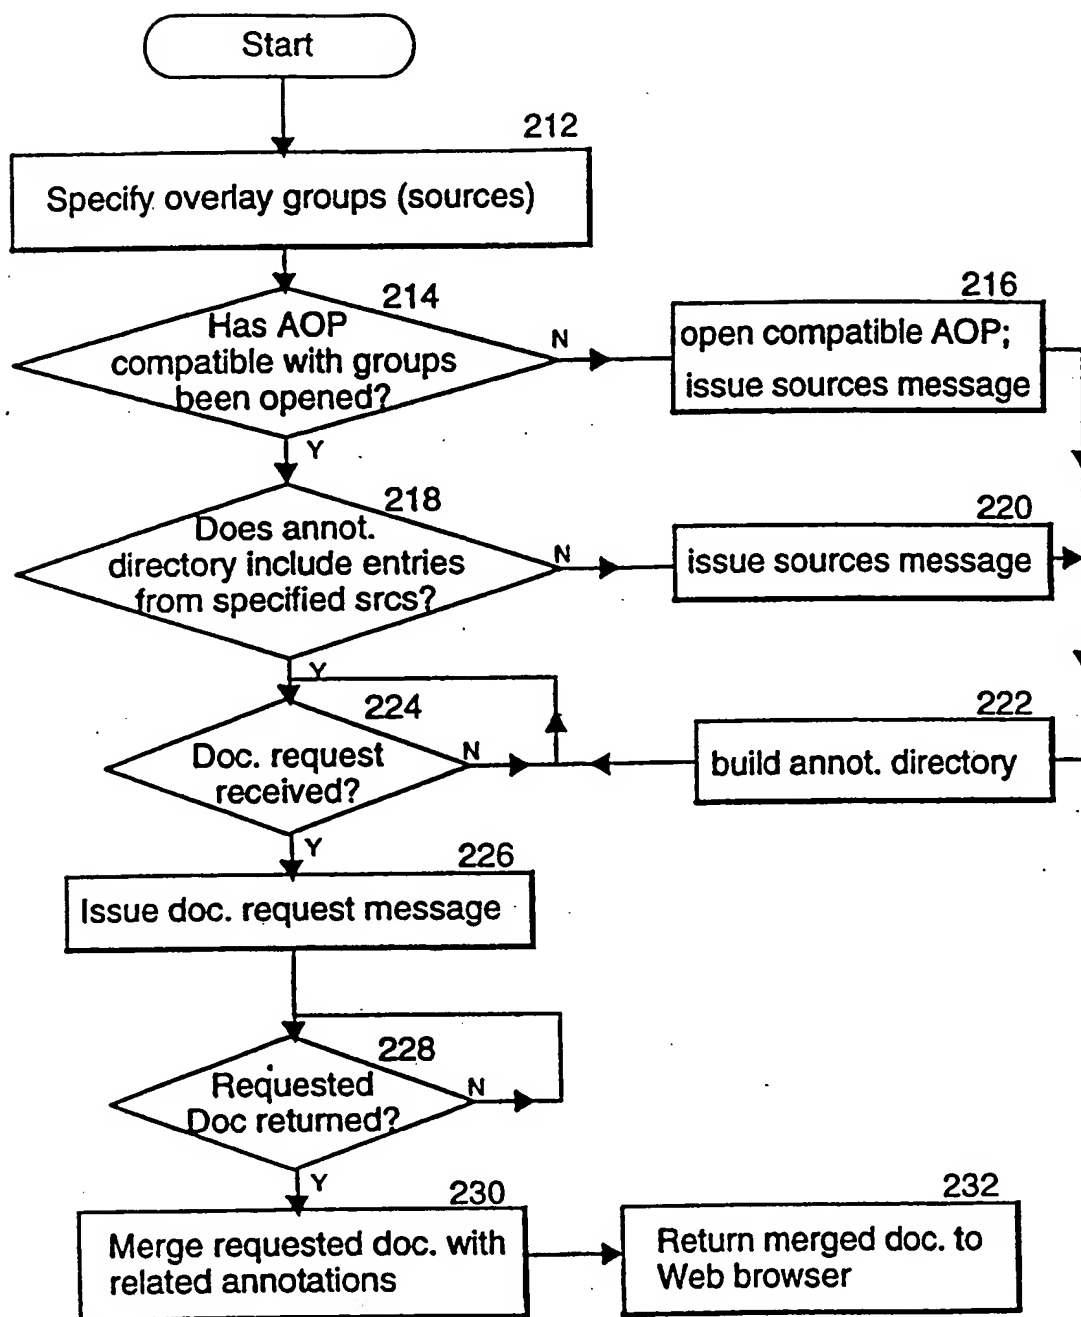 Start
212
Specify overlay groups (sources)
214
Has AOP
compatible with groups
been opened?
N
Y
216
open compatible AOP;
issue sources message
218
Does annot.
directory include entries
from specified srcs?
N
Y
220
issue sources message
222
build annot. directory
224
Doc. request
received?
N
Y
226
Issue doc. request message
228
Requested
Doc returned?
N
Y
230
Merge requested doc. with
related annotations
232
Return merged doc. to
Web browser